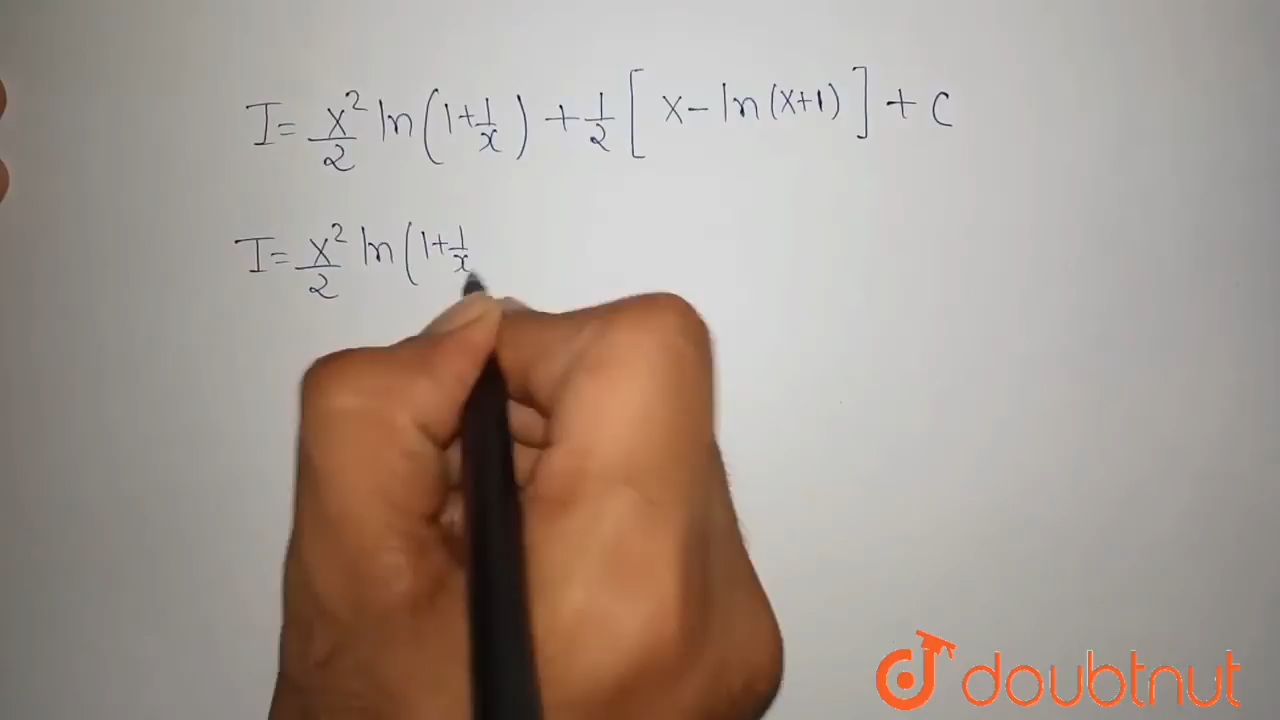 I = x²/2 ln(1+1/x) + 1/2 [x - ln(x+1)] + C
I = x²/2 ln(1+1/x
doubtnut